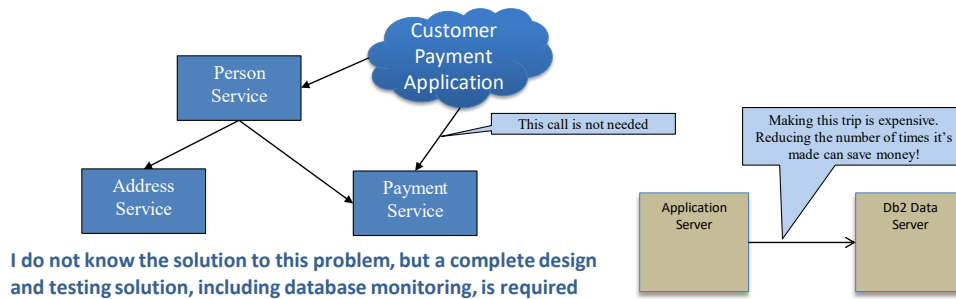 Customer
Payment
Application
Person
Service
This call is not needed
Making this trip is expensive.
Reducing the number of times it's
made can save money!
Address
Service
Payment
Service
Application
Server
Db2 Data
Server
I do not know the solution to this problem, but a complete design
and testing solution, including database monitoring, is required